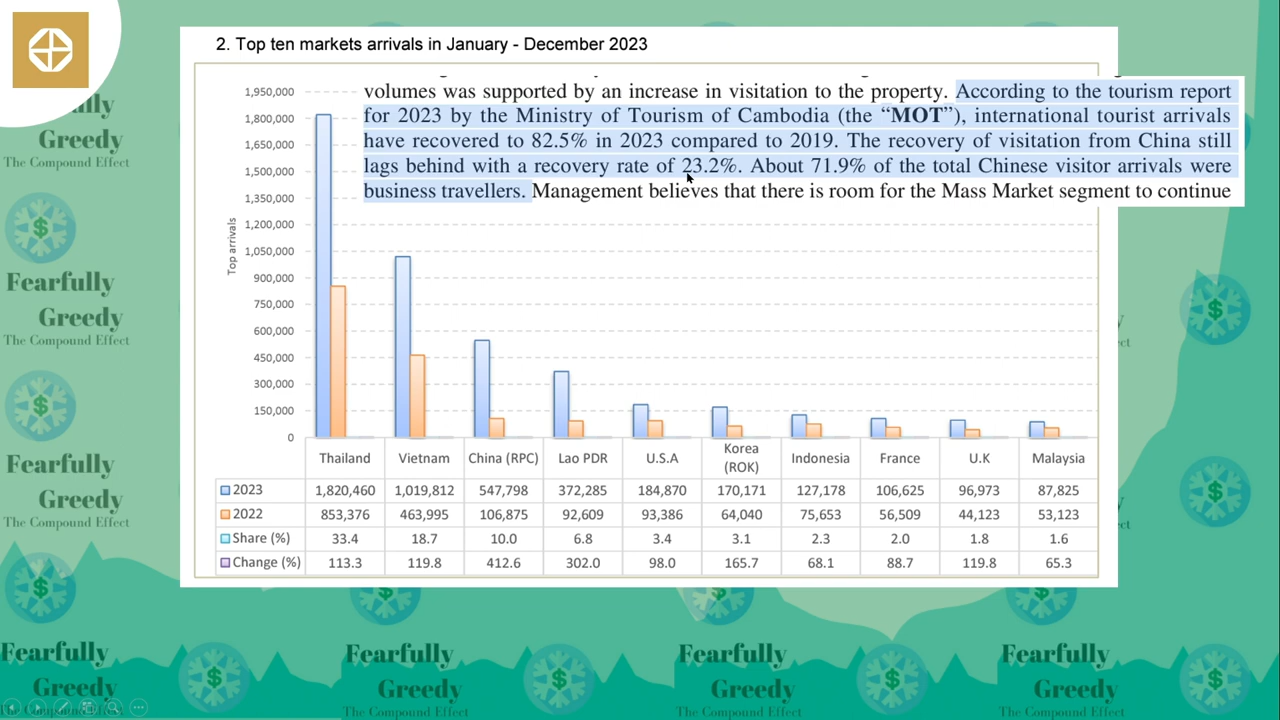 2. Top ten markets arrivals in January - December 2023
volumes was supported by an increase in visitation to the property. According to the tourism report
for 2023 by the Ministry of Tourism of Cambodia (the “MOT”), international tourist arrivals
have recovered to 82.5% in 2023 compared to 2019. The recovery of visitation from China still
lags behind with a recovery rate of 23.2%. About 71.9% of the total Chinese visitor arrivals were
business travellers. Management believes that there is room for the Mass Market segment to continue
Top arrivals
1,950,000
1,800,000
1,650,000
1,500,000
1,350,000
1,200,000
1,050,000
900,000
750,000
600,000
450,000
300,000
150,000
0
Thailand Vietnam China (RPC) Lao PDR U.S.A Korea (ROK) Indonesia France U.K Malaysia
2023 1,820,460 1,019,812 547,798 372,285 184,870 170,171 127,178 106,625 96,973 87,825
2022 853,376 463,995 106,875 92,609 93,386 64,040 75,653 56,509 44,123 53,123
Share (%) 33.4 18.7 10.0 6.8 3.4 3.1 2.3 2.0 1.8 1.6
Change (%) 113.3 119.8 412.6 302.0 98.0 165.7 68.1 88.7 119.8 65.3
Greedy
The Compound Effect
Fearfully
Greedy
The Compound Effect
Fearfully
Greedy
The Compound Effect
Fearfully
Greedy
The Compound Effect
Fearfully
Greedy
The Compound Effect
Fearfully
Greedy
The Compound Effect
Fearfully
Greedy
The Compound Effect